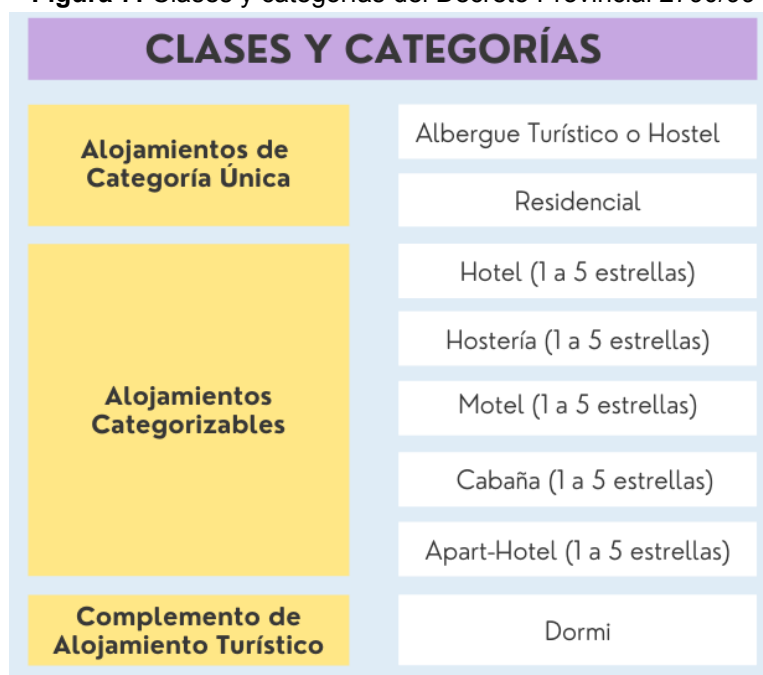 CLASES Y CATEGORÍAS
Alojamientos de
Categoría Única
Albergue Turístico o Hostel
Residencial
Alojamientos
Categorizables
Hotel (1 a 5 estrellas)
Hostería (1 a 5 estrellas)
Motel (1 a 5 estrellas)
Cabaña (1 a 5 estrellas)
Apart-Hotel (1 a 5 estrellas)
Complemento de
Alojamiento Turístico
Dormi